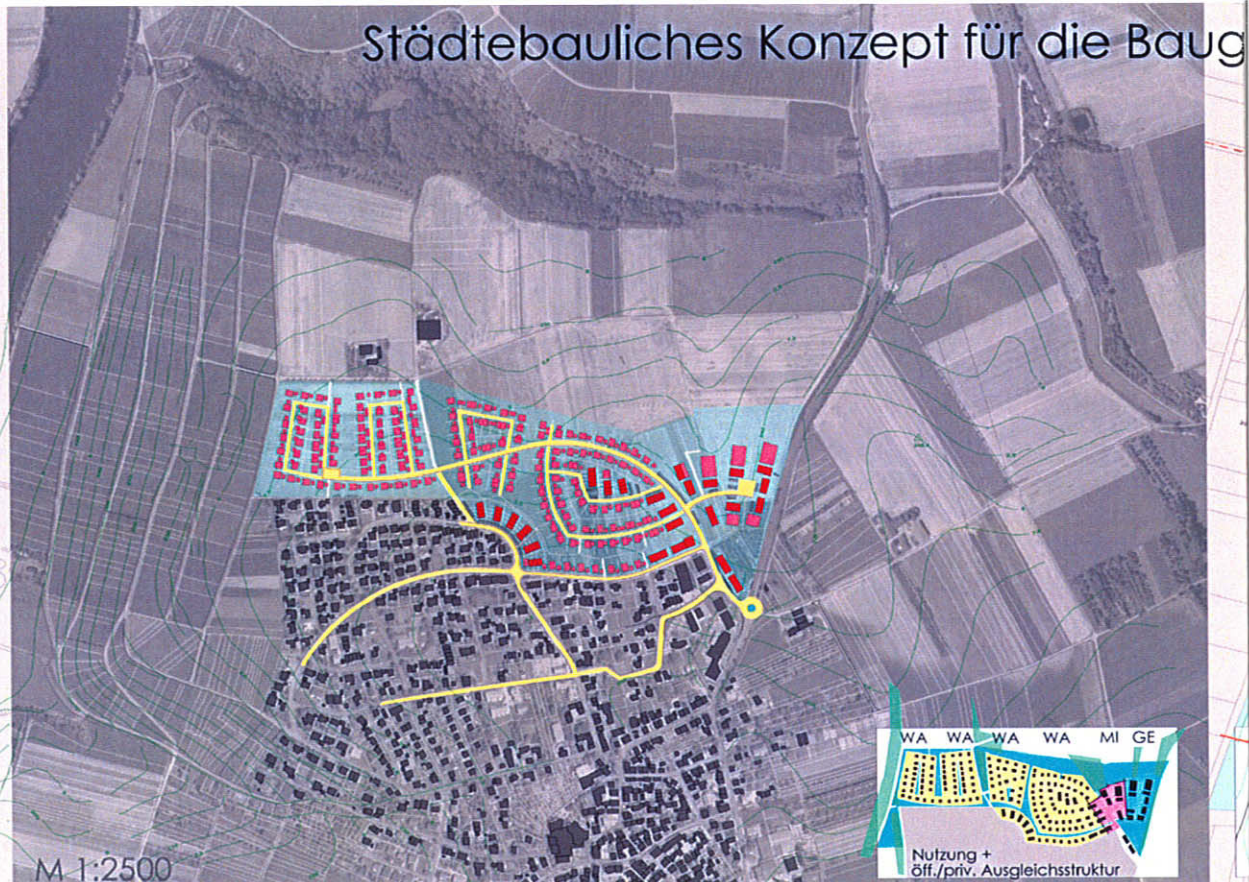 Städtebauliches Konzept für die Baug
WA WA WA WA MI GE
Nutzung +
öff./priv. Ausgleichsstruktur
M 1:2500